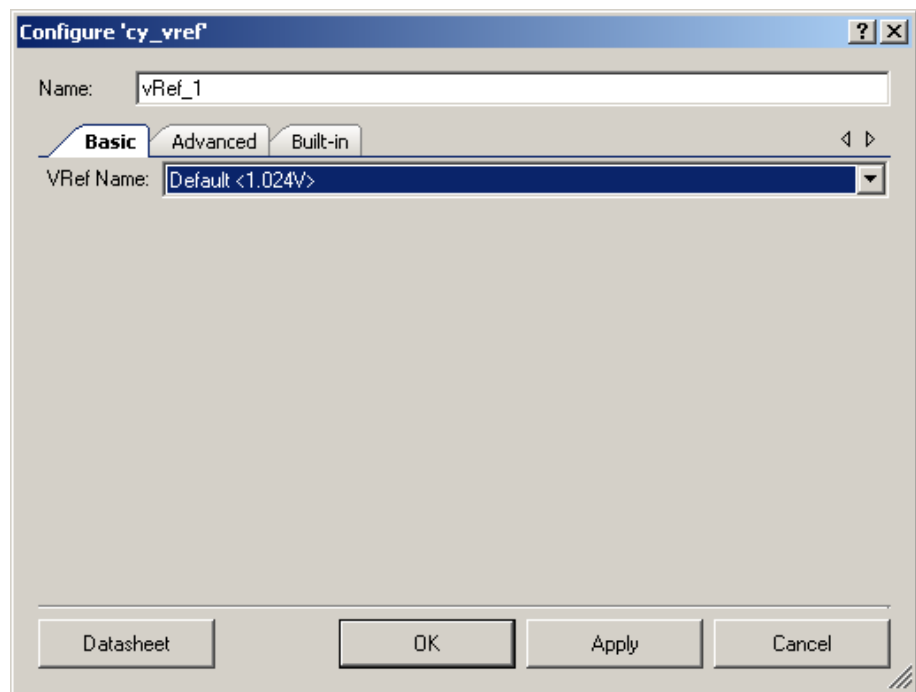 Configure 'cy_vref'
Name: vRef_1
Basic Advanced Built-in
VRef Name: Default <1.024V>
Datasheet OK Apply Cancel